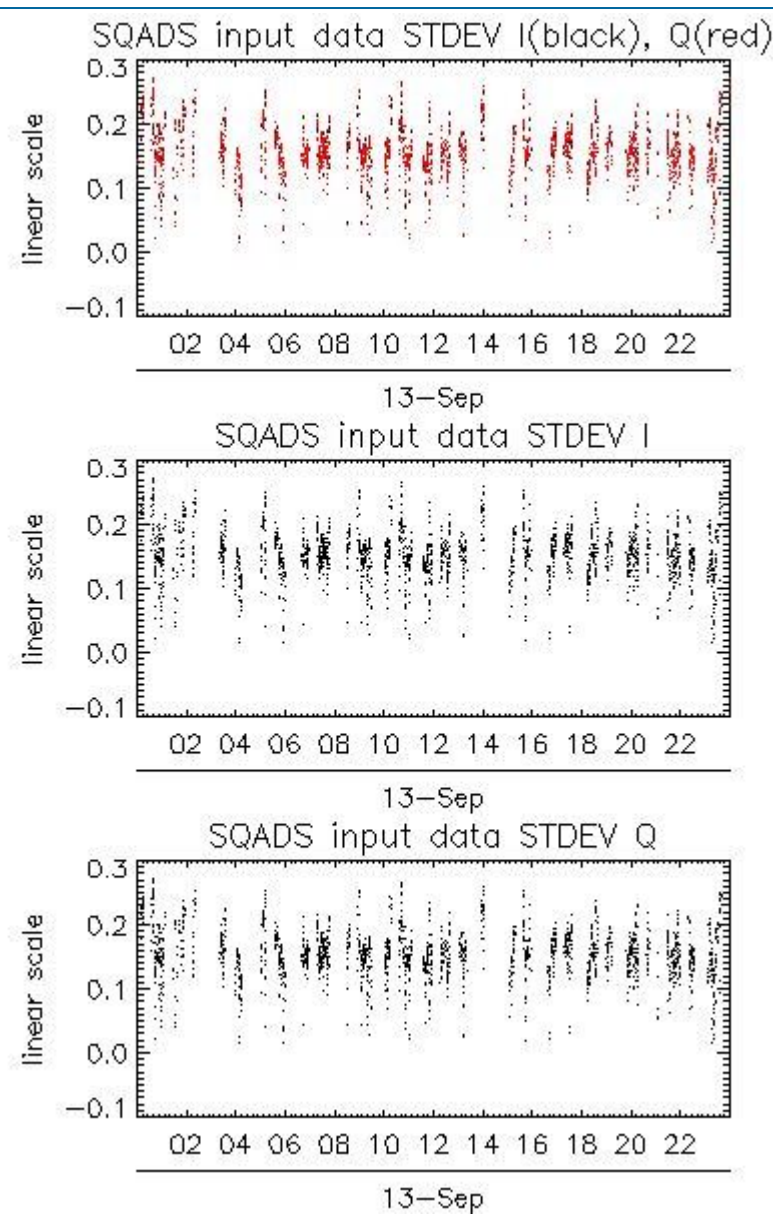 SQADS input data STDEV I(black), Q(red)
0.3
0.2
0.1
0.0
-0.1
linear scale
02 04 06 08 10 12 14 16 18 20 22
13-Sep
SQADS input data STDEV I
0.3
0.2
0.1
0.0
-0.1
linear scale
02 04 06 08 10 12 14 16 18 20 22
13-Sep
SQADS input data STDEV Q
0.3
0.2
0.1
0.0
-0.1
linear scale
02 04 06 08 10 12 14 16 18 20 22
13-Sep